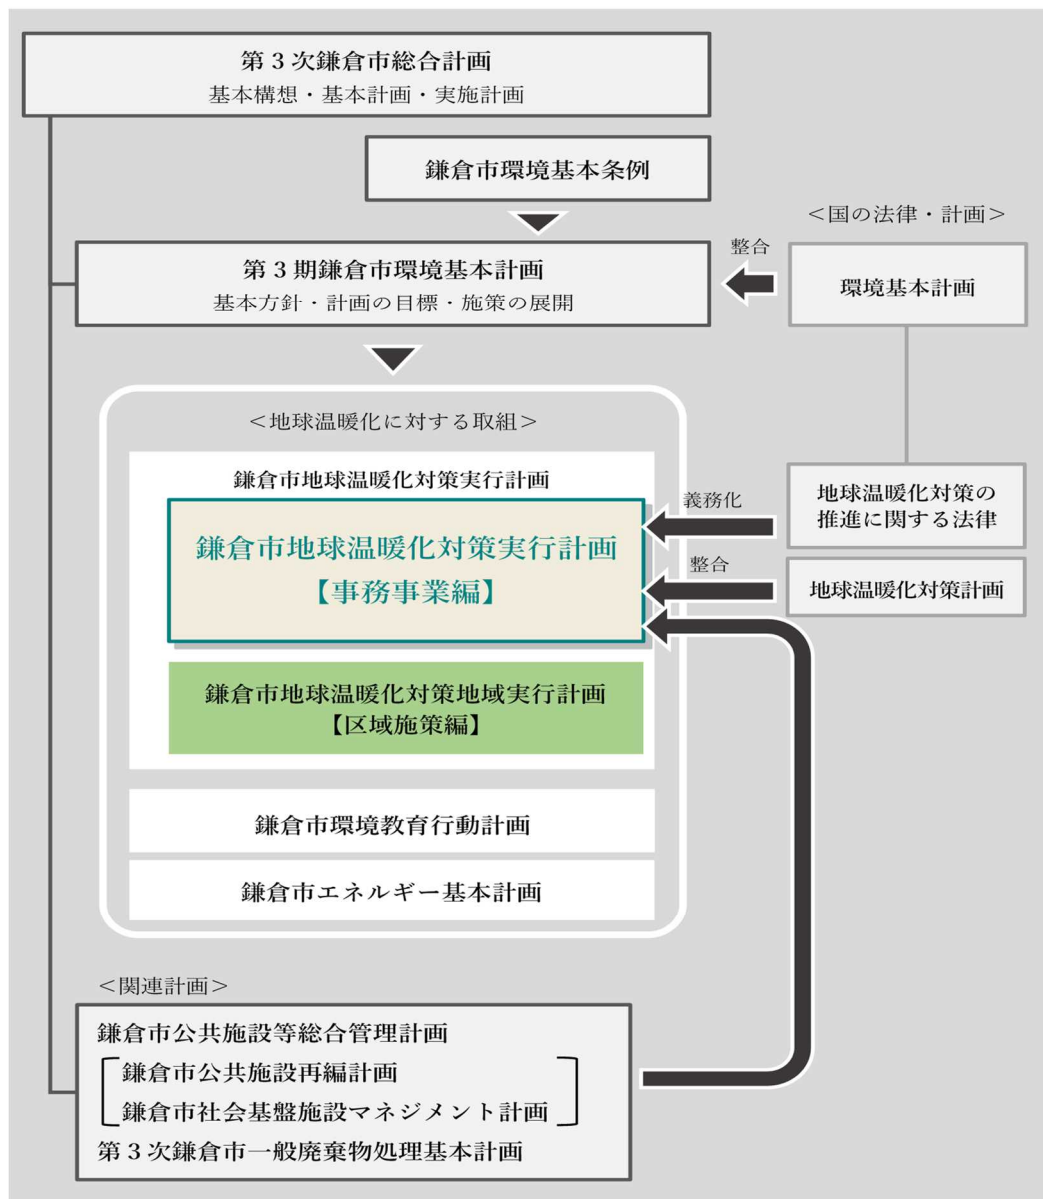 第3次鎌倉市総合計画
基本構想・基本計画・実施計画
鎌倉市環境基本条例
＜国の法律・計画＞
整合
第3期鎌倉市環境基本計画
基本方針・計画の目標・施策の展開
環境基本計画
＜地球温暖化に対する取組＞
鎌倉市地球温暖化対策実行計画
鎌倉市地球温暖化対策実行計画
【事務事業編】
義務化
地球温暖化対策の
推進に関する法律
整合
地球温暖化対策計画
鎌倉市地球温暖化対策地域実行計画
【区域施策編】
鎌倉市環境教育行動計画
鎌倉市エネルギー基本計画
＜関連計画＞
鎌倉市公共施設等総合管理計画
鎌倉市公共施設再編計画
鎌倉市社会基盤施設マネジメント計画
第3次鎌倉市一般廃棄物処理基本計画